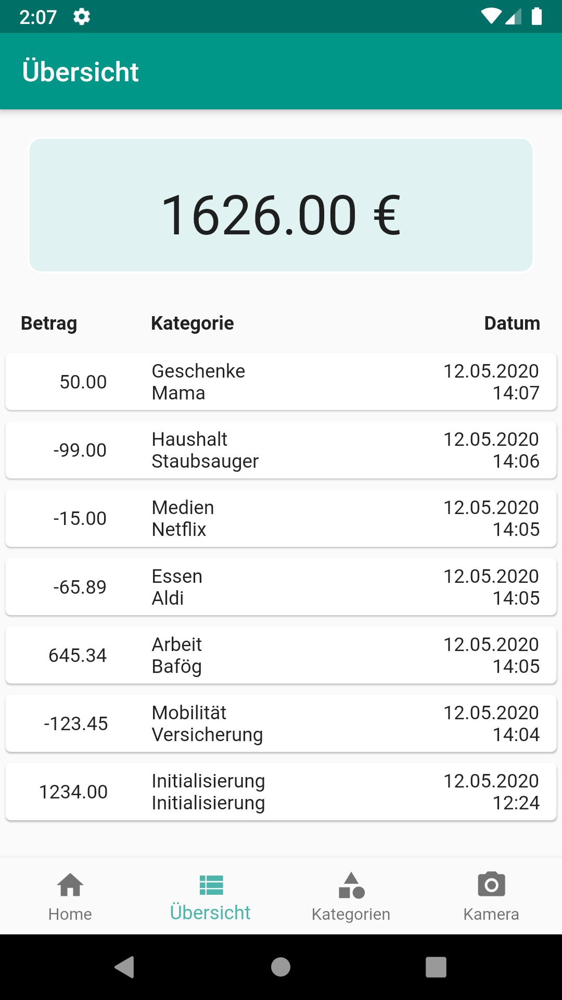 2:07
Übersicht
1626.00 €
Betrag Kategorie Datum
50.00 Geschenke 12.05.2020
Mama 14:07
-99.00 Haushalt 12.05.2020
Staubsauger 14:06
-15.00 Medien 12.05.2020
Netflix 14:05
-65.89 Essen 12.05.2020
Aldi 14:05
645.34 Arbeit 12.05.2020
Bafög 14:05
-123.45 Mobilität 12.05.2020
Versicherung 14:04
1234.00 Initialisierung 12.05.2020
Initialisierung 12:24
Home Übersicht Kategorien Kamera